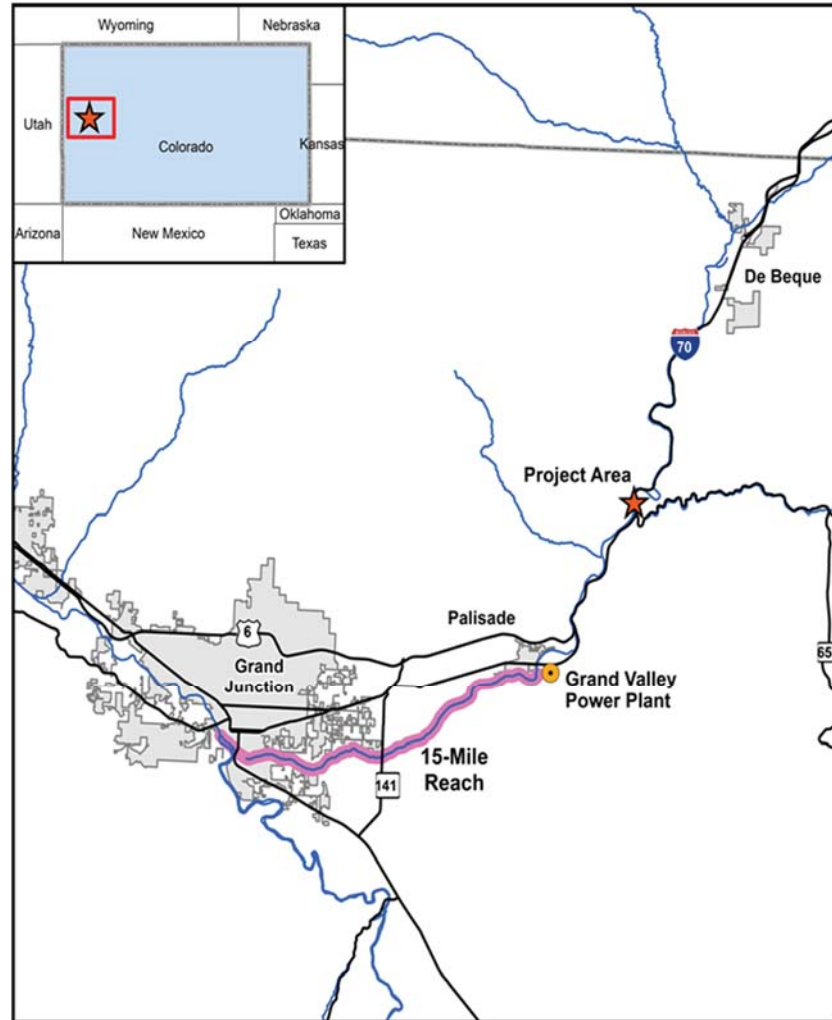 Wyoming
Nebraska
Utah
Colorado
Kansas
Arizona
New Mexico
Oklahoma
Texas
De Beque
70
Project Area
Palisade
6
Grand
Junction
65
Grand Valley
Power Plant
15-Mile
Reach
141